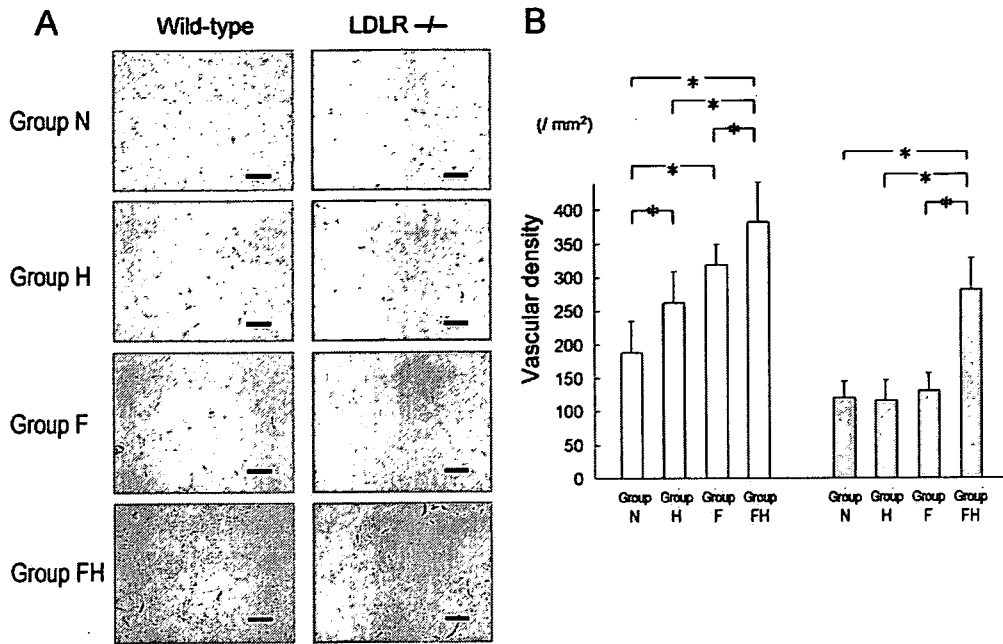 A
Wild-type
LDLR −/−
Group N
Group H
Group F
Group FH
B
(/ mm²)
Vascular density
400
350
300
250
200
150
100
50
0
*
*
*
*
*
*
*
*
Group N
Group H
Group F
Group FH
Group N
Group H
Group F
Group FH